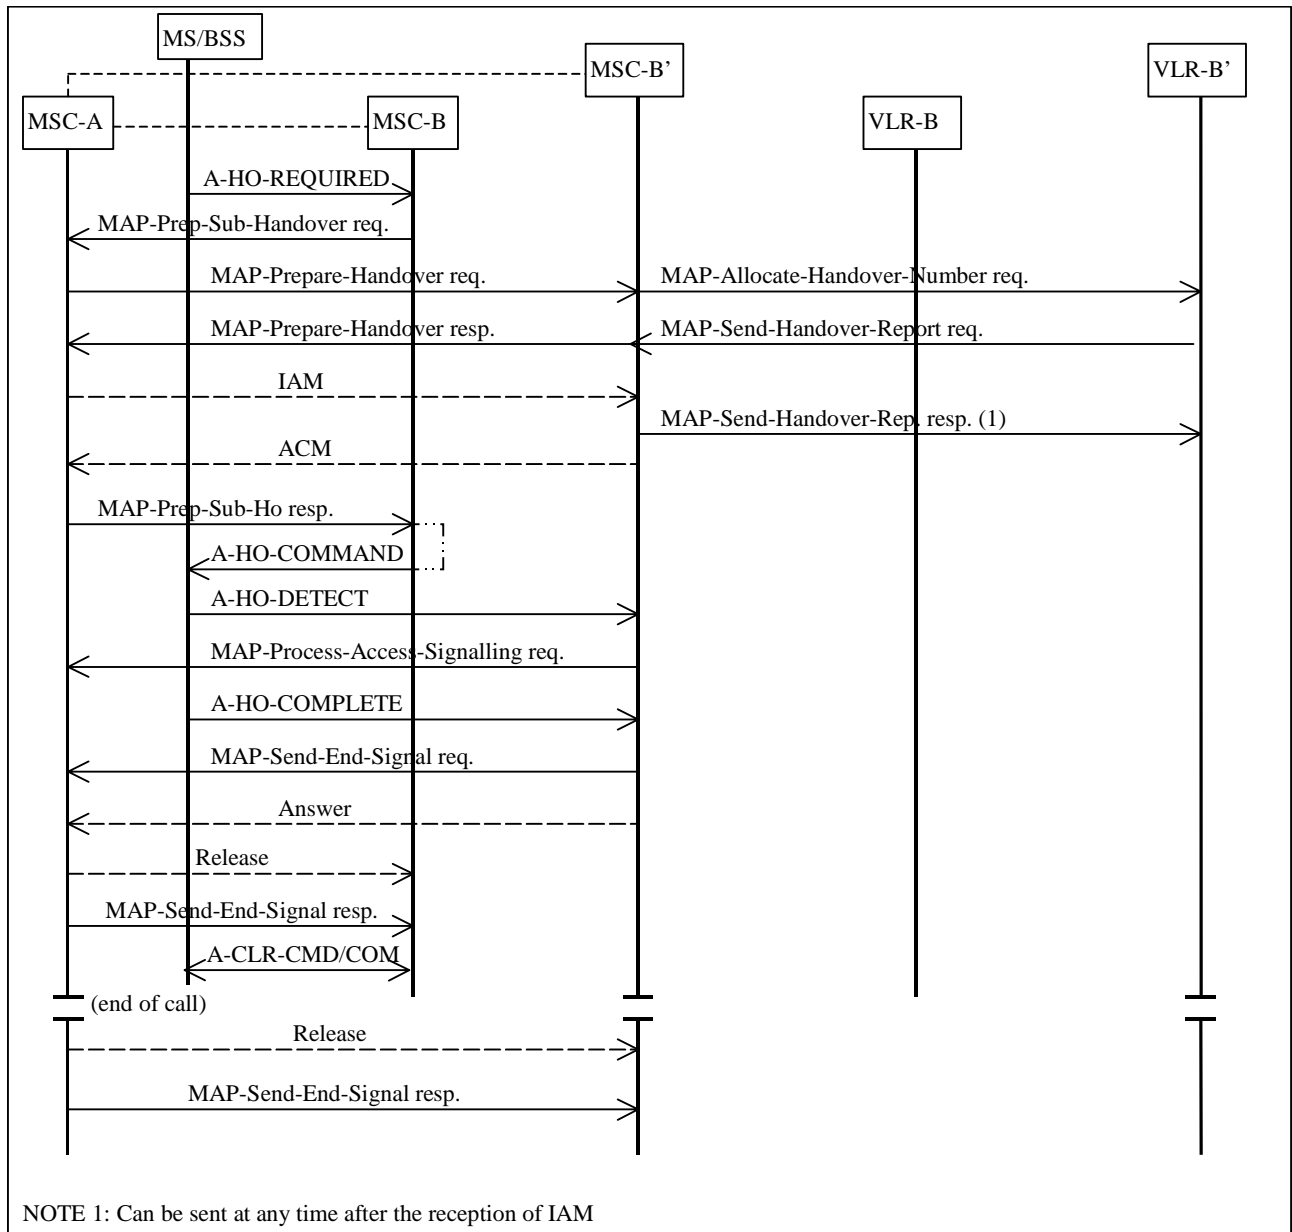 MS/BSS
MSC-B’
VLR-B’
MSC-A
MSC-B
VLR-B
A-HO-REQUIRED
MAP-Prep-Sub-Handover req.
MAP-Prepare-Handover req.
MAP-Allocate-Handover-Number req.
MAP-Prepare-Handover resp.
MAP-Send-Handover-Report req.
IAM
MAP-Send-Handover-Rep. resp. (1)
ACM
MAP-Prep-Sub-Ho resp.
A-HO-COMMAND
A-HO-DETECT
MAP-Process-Access-Signalling req.
A-HO-COMPLETE
MAP-Send-End-Signal req.
Answer
Release
MAP-Send-End-Signal resp.
A-CLR-CMD/COM
(end of call)
Release
MAP-Send-End-Signal resp.
NOTE 1: Can be sent at any time after the reception of IAM